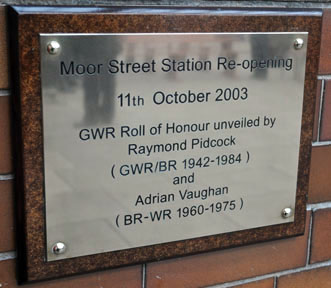 Moor Street Station Re-opening
11th October 2003
GWR Roll of Honour unveiled by
Raymond Pidcock
( GWR/BR 1942-1984 )
and
Adrian Vaughan
( BR-WR 1960-1975 )